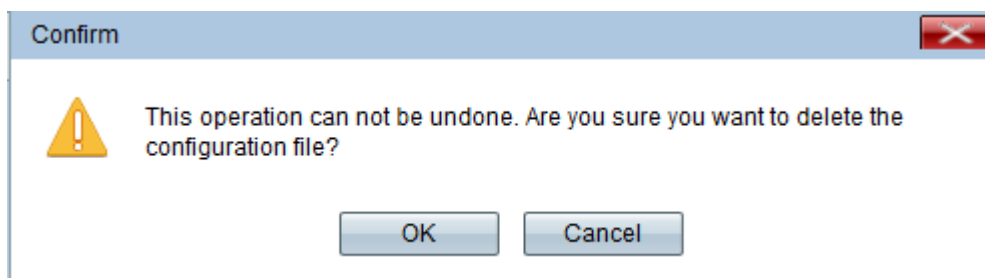 Confirm
This operation can not be undone. Are you sure you want to delete the
configuration file?
OK Cancel